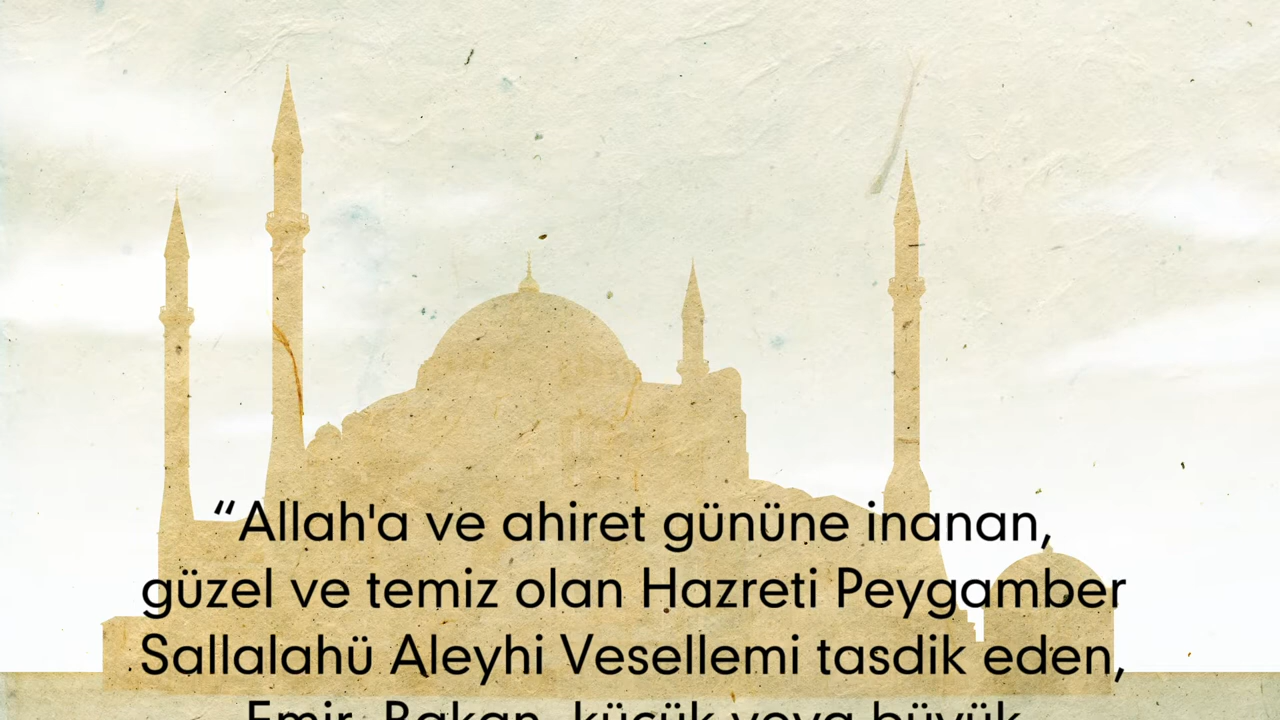 “Allah'a ve ahiret gününe inanan,
güzel ve temiz olan Hazreti Peygamber
Sallalahü Aleyhi Vesellemi tasdik eden,
Emir, Bakan, küçük veya büyük